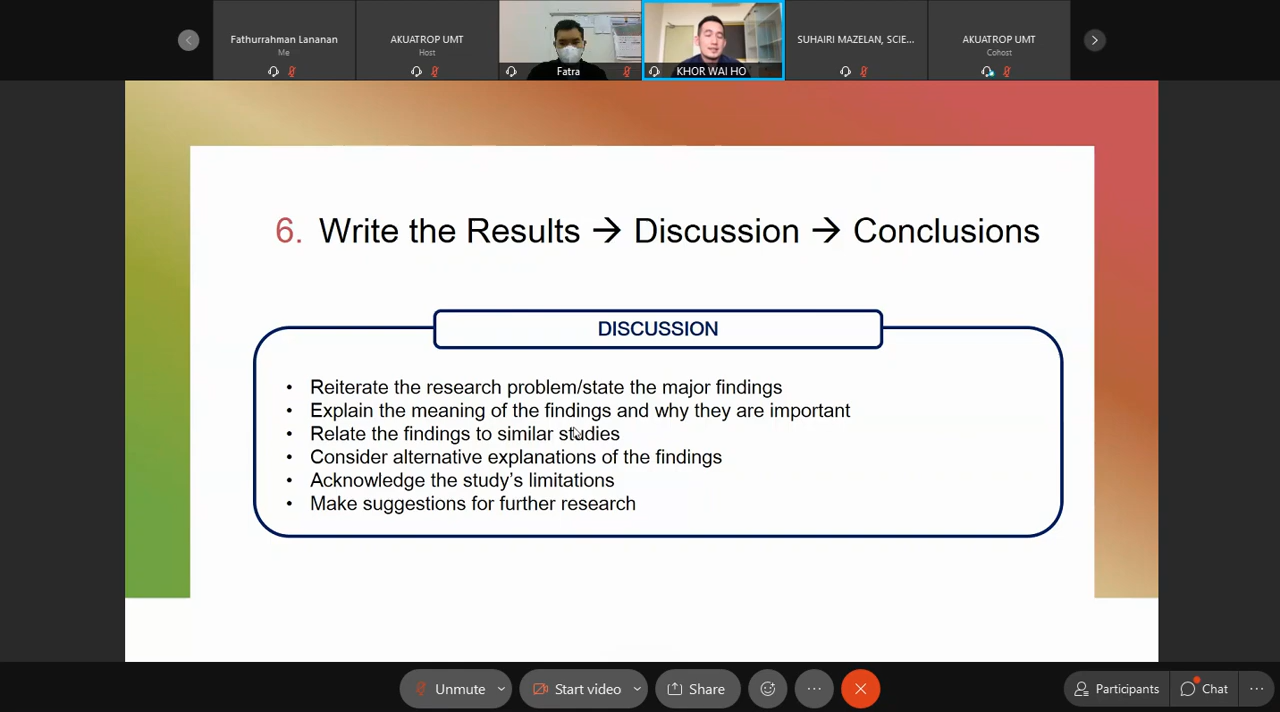 Fathurrahman Lananan
Me
AKUATROP UMT
Host
Fatra
KHOR WAI HO
SUHAIRI MAZELAN, SCIE...
AKUATROP UMT
Cohost
6. Write the Results → Discussion → Conclusions
DISCUSSION
• Reiterate the research problem/state the major findings
• Explain the meaning of the findings and why they are important
• Relate the findings to similar studies
• Consider alternative explanations of the findings
• Acknowledge the study's limitations
• Make suggestions for further research
Unmute
Start video
Share
Participants
Chat